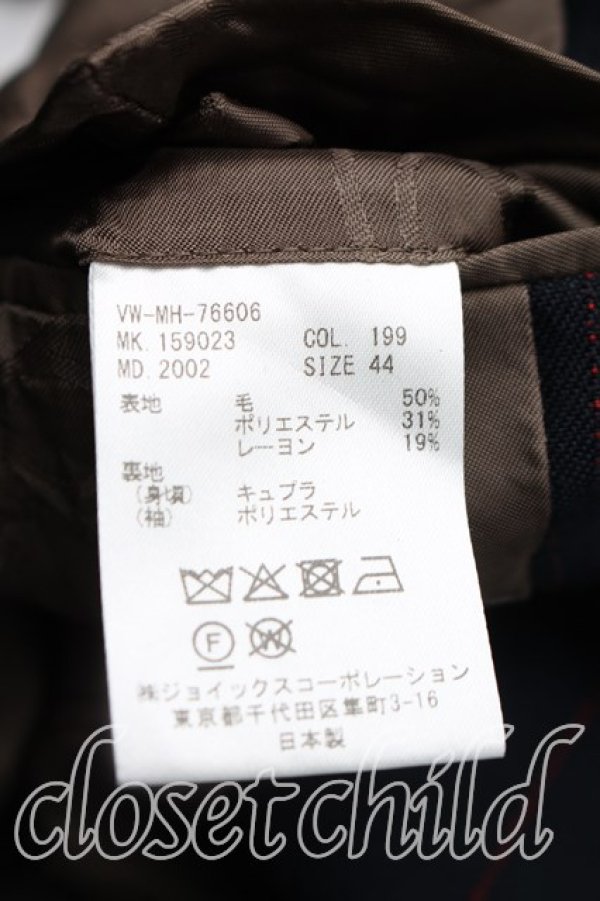 VW-MH-76606
MK. 159023 COL. 199
MD. 2002 SIZE 44
表地 毛 50%
ポリエステル 31%
レーヨン 19%
裏地
(身頃) キュプラ
(袖) ポリエステル
F W
㈱ジョイックスコーポレーション
東京都千代田区隼町3-16
日本製
closetchild